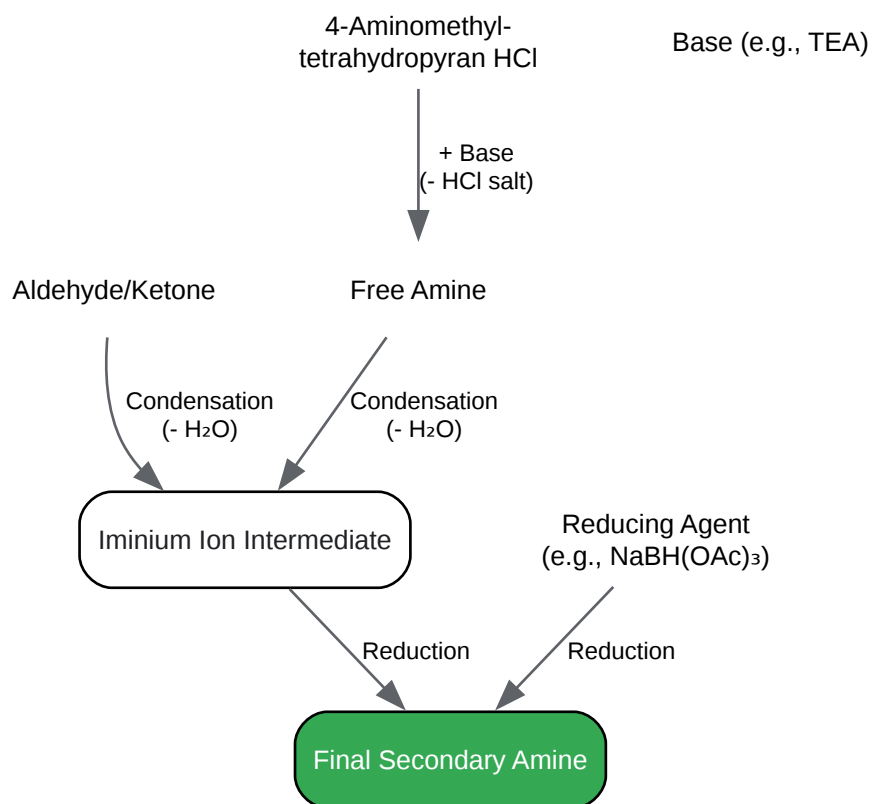 4-Aminomethyl-
tetrahydropyran HCl
Base (e.g., TEA)
+ Base
(- HCl salt)
Aldehyde/Ketone
Free Amine
Condensation
(- H₂O)
Condensation
(- H₂O)
Iminium Ion Intermediate
Reducing Agent
(e.g., NaBH(OAc)₃)
Reduction
Reduction
Final Secondary Amine